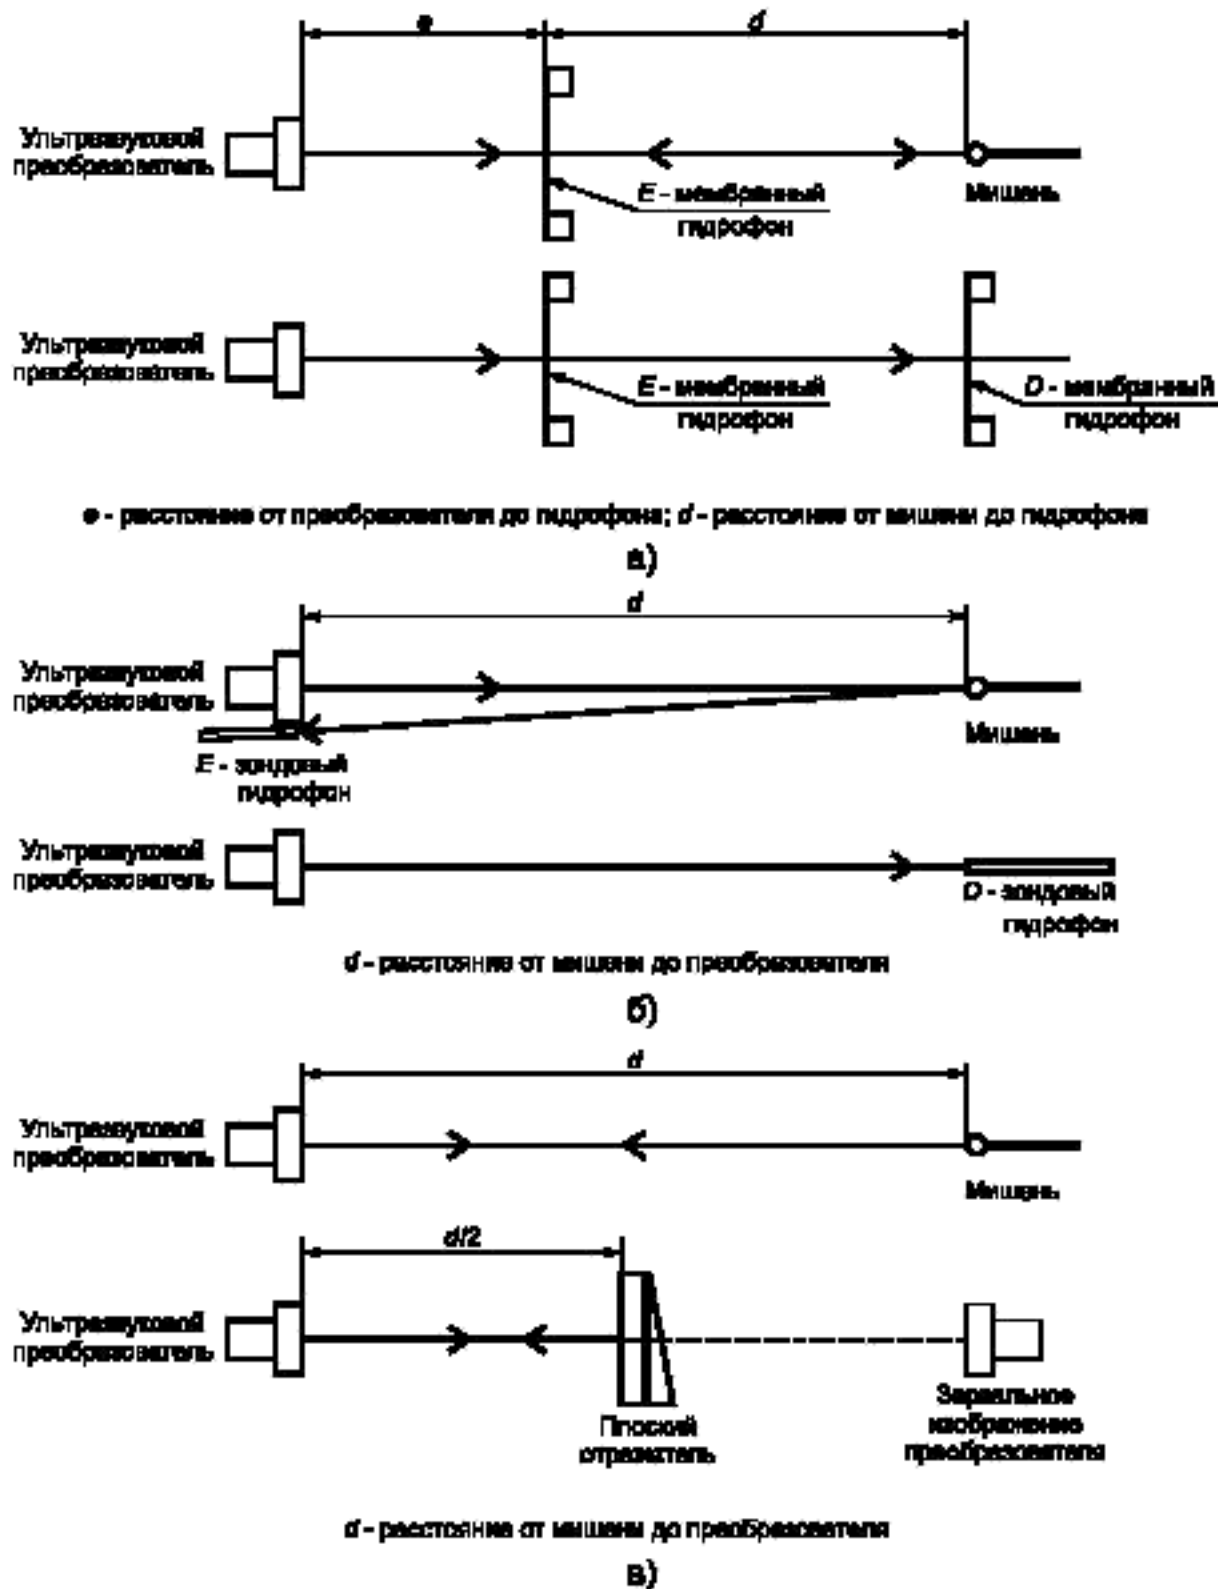 e
d
Ультразвуковой
преобразователь
E - мембранный
гидрофон
Мишень
Ультразвуковой
преобразователь
E - мембранный
гидрофон
D - мембранный
гидрофон
e - расстояние от преобразователя до гидрофона; d - расстояние от мишени до гидрофона
а)
d
Ультразвуковой
преобразователь
Мишень
E - зондовый
гидрофон
Ультразвуковой
преобразователь
D - зондовый
гидрофон
d - расстояние от мишени до преобразователя
б)
d
Ультразвуковой
преобразователь
Мишень
d/2
Ультразвуковой
преобразователь
Плоский
отражатель
Зеркальное
изображение
преобразователя
d - расстояние от мишени до преобразователя
в)